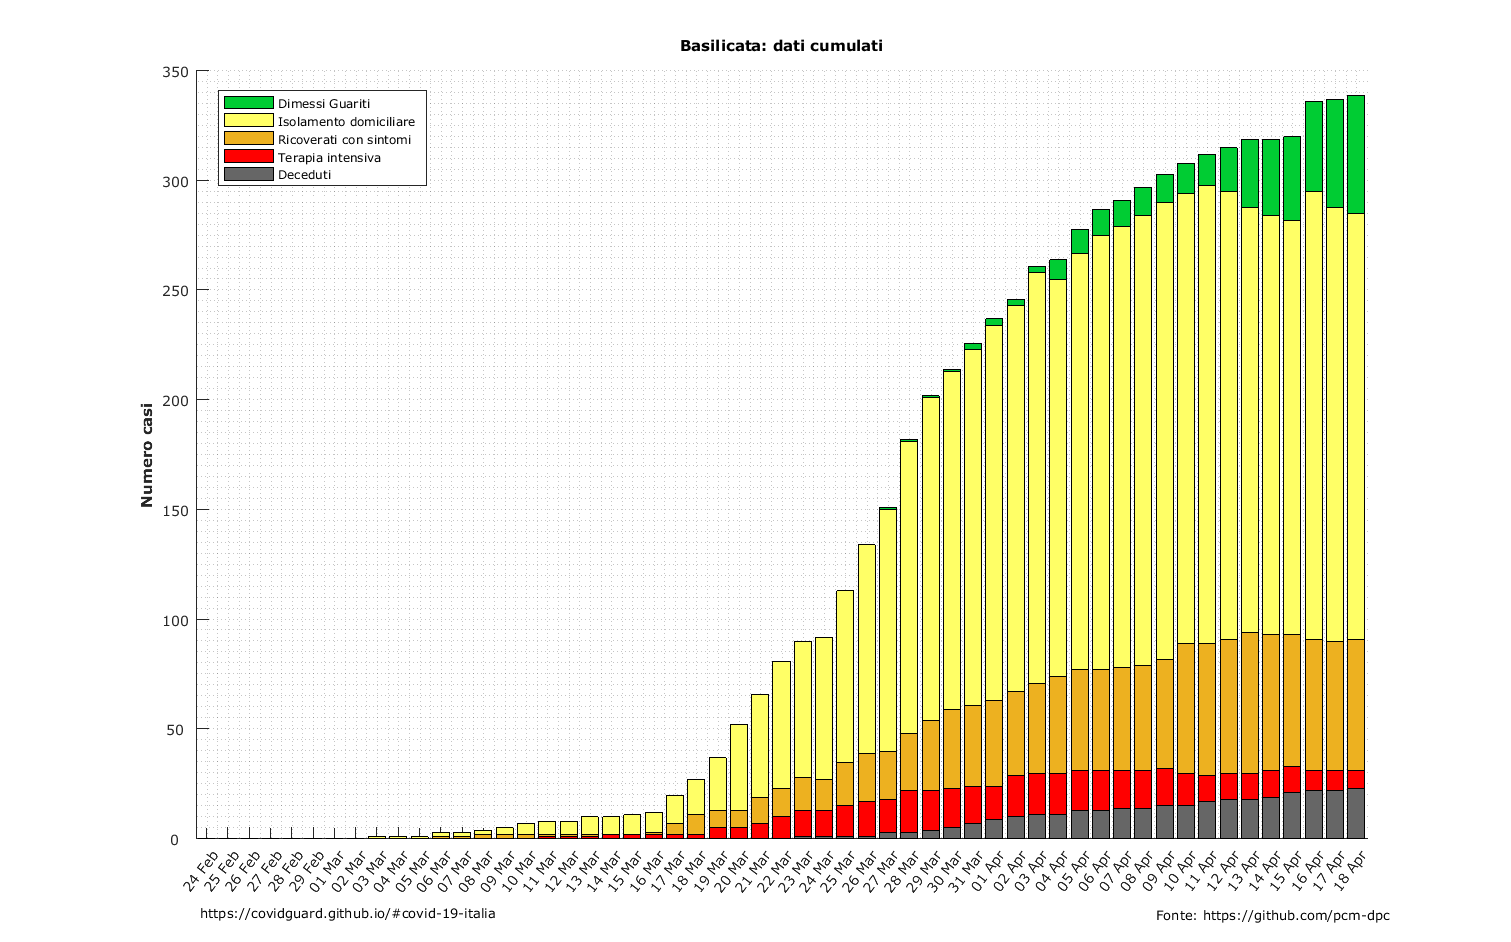 Basilicata: dati cumulati
350
300
250
200
150
100
50
0
Numero casi
Dimessi Guariti
Isolamento domiciliare
Ricoverati con sintomi
Terapia intensiva
Deceduti
24 Feb
25 Feb
26 Feb
27 Feb
28 Feb
29 Feb
01 Mar
02 Mar
03 Mar
04 Mar
05 Mar
06 Mar
07 Mar
08 Mar
09 Mar
10 Mar
11 Mar
12 Mar
13 Mar
14 Mar
15 Mar
16 Mar
17 Mar
18 Mar
19 Mar
20 Mar
21 Mar
22 Mar
23 Mar
24 Mar
25 Mar
26 Mar
27 Mar
28 Mar
29 Mar
30 Mar
31 Mar
01 Apr
02 Apr
03 Apr
04 Apr
05 Apr
06 Apr
07 Apr
08 Apr
09 Apr
10 Apr
11 Apr
12 Apr
13 Apr
14 Apr
15 Apr
16 Apr
17 Apr
18 Apr
https://covidguard.github.io/#covid-19-italia
Fonte: https://github.com/pcm-dpc